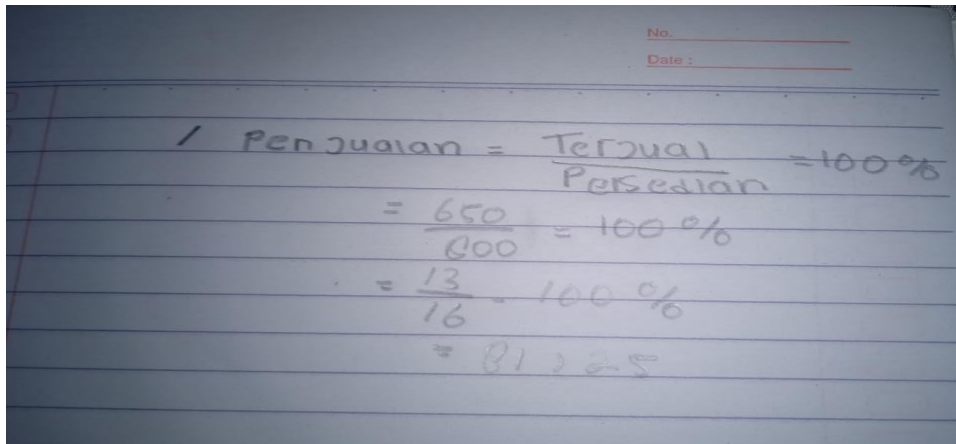 No.
Date :
1 Penjualan = Terjual = 100 %
Persedian
= 650 = 100 %
800
= 13 - 100 %
16
= 81,25